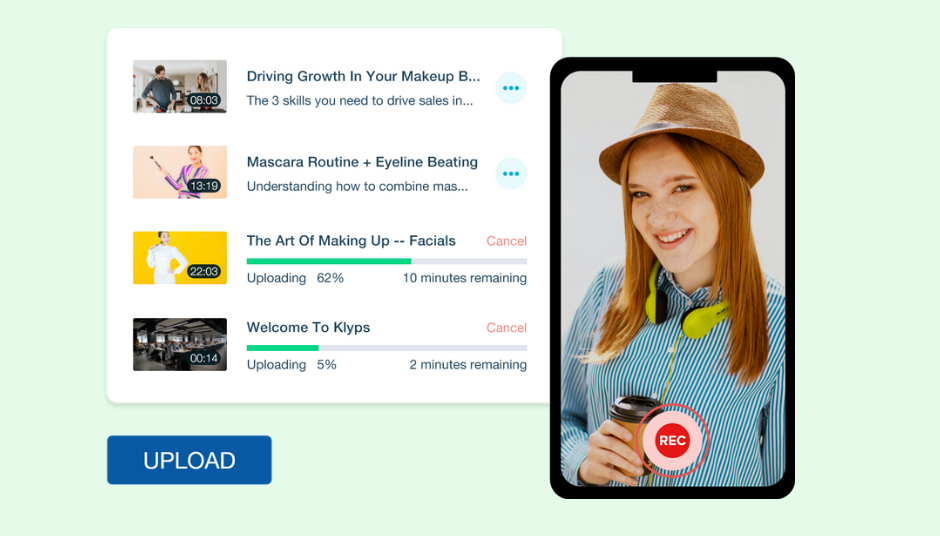 Driving Growth In Your Makeup B...
The 3 skills you need to drive sales in...
08:03
Mascara Routine + Eyeline Beating
Understanding how to combine mas...
13:19
The Art Of Making Up -- Facials
Cancel
22:03
Uploading 62%
10 minutes remaining
Welcome To Klyps
Cancel
00:14
Uploading 5%
2 minutes remaining
UPLOAD
REC